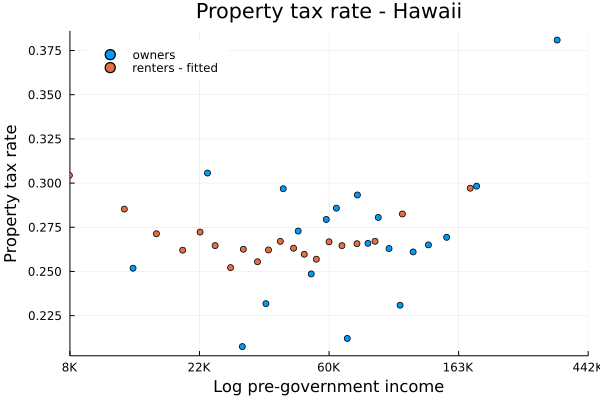 Property tax rate - Hawaii
owners
renters - fitted
Property tax rate
0.375
0.350
0.325
0.300
0.275
0.250
0.225
8K 22K 60K 163K 442K
Log pre-government income